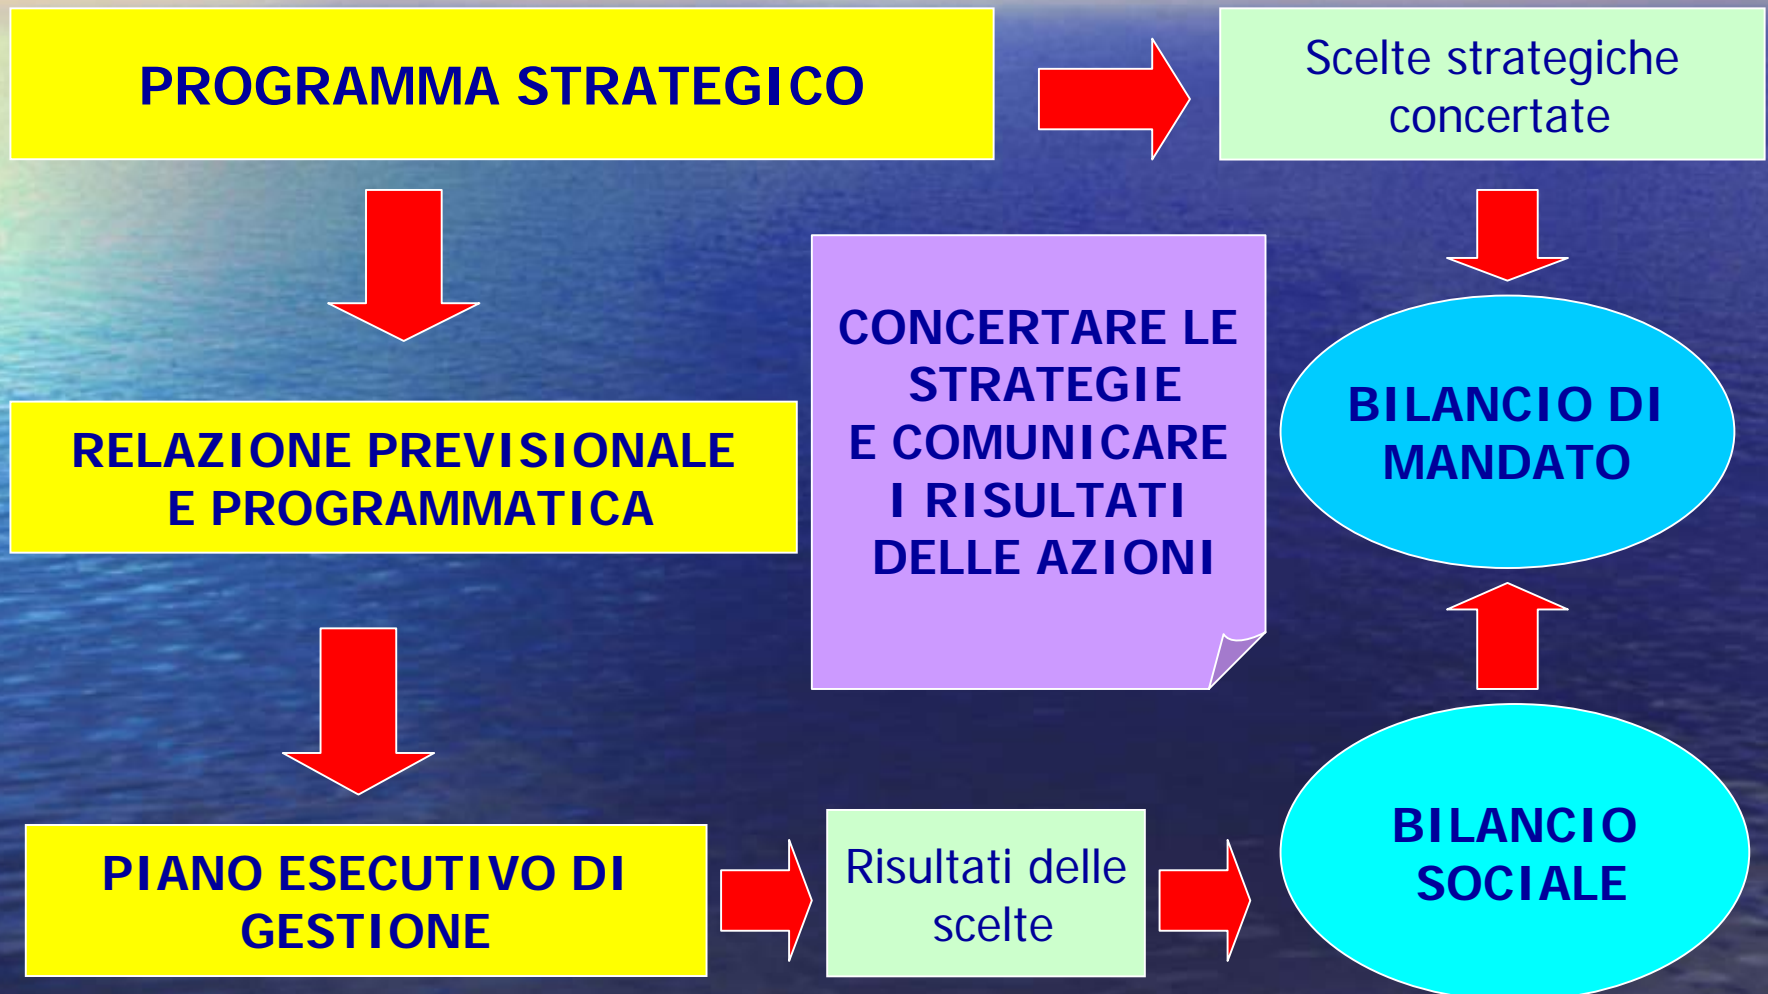 PROGRAMMA STRATEGICO
Scelte strategiche
concertate
CONCERTARE LE
STRATEGIE
E COMUNICARE
I RISULTATI
DELLE AZIONI
BILANCIO DI
MANDATO
RELAZIONE PREVISIONALE
E PROGRAMMATICA
PIANO ESECUTIVO DI
GESTIONE
Risultati delle
scelte
BILANCIO
SOCIALE